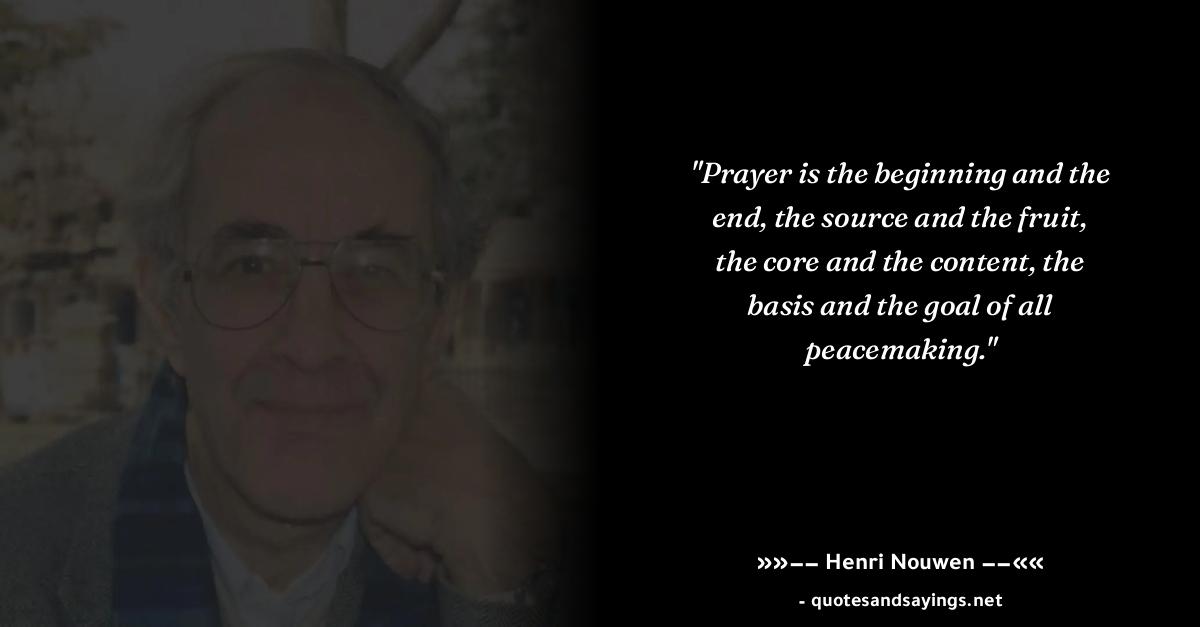 "Prayer is the beginning and the
end, the source and the fruit,
the core and the content, the
basis and the goal of all
peacemaking."
»»–– Henri Nouwen ––««
- quotesandsayings.net